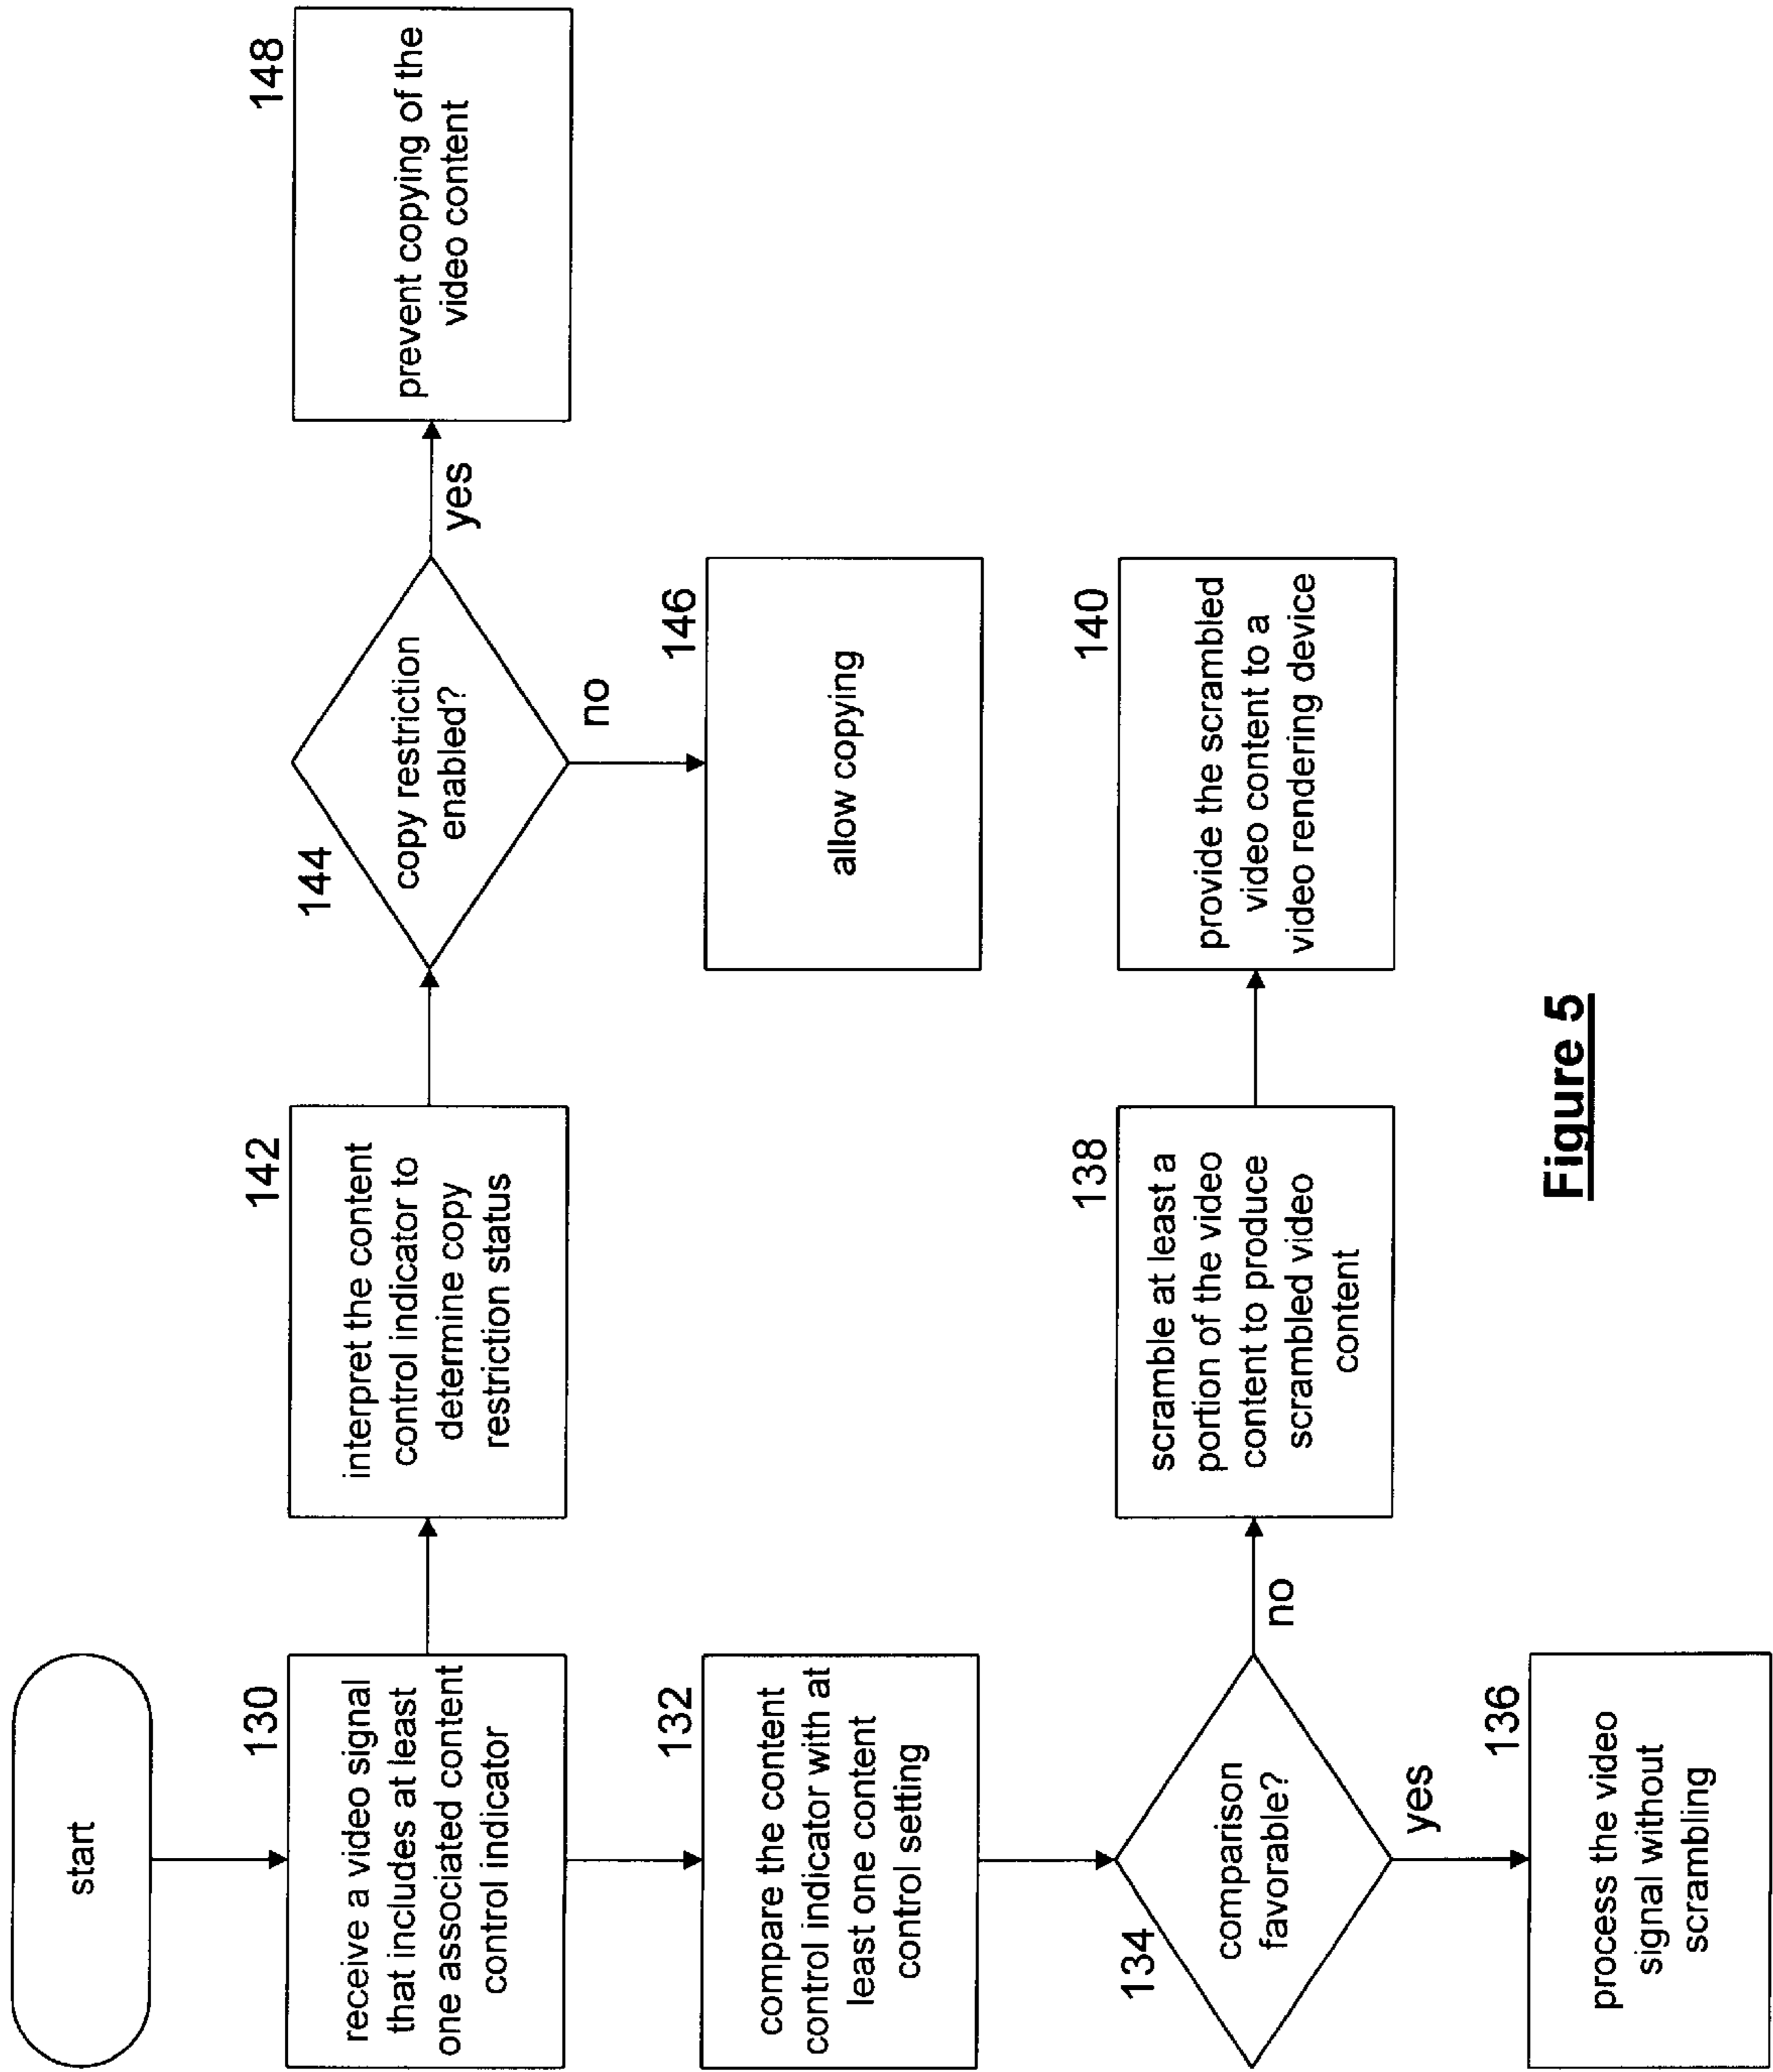 start
130
receive a video signal
that includes at least
one associated content
control indicator
132
compare the content
control indicator with at
least one content
control setting
134
comparison
favorable?
yes
136
process the video
signal without
scrambling
no
138
scramble at least a
portion of the video
content to produce
scrambled video
content
140
provide the scrambled
video content to a
video rendering device
142
interpret the content
control indicator to
determine copy
restriction status
144
copy restriction
enabled?
no
146
allow copying
yes
148
prevent copying of the
video content
Figure 5